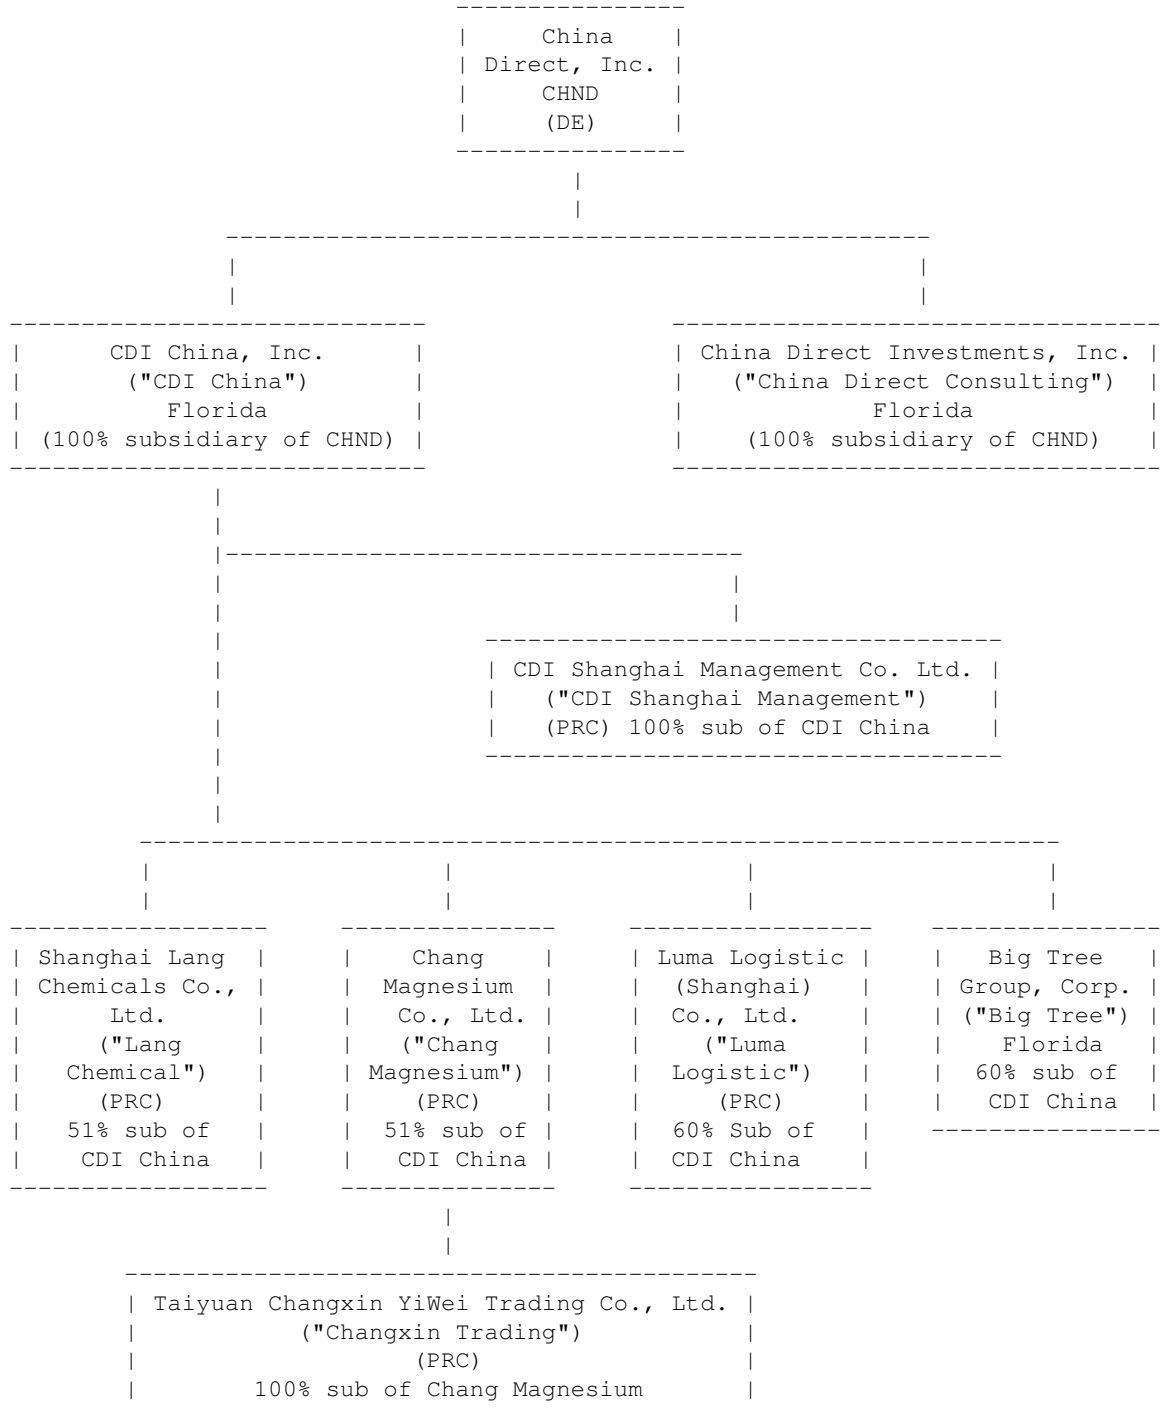 China
Direct, Inc.
CHND
(DE)
CDI China, Inc.
("CDI China")
Florida
(100% subsidiary of CHND)
China Direct Investments, Inc.
("China Direct Consulting")
Florida
(100% subsidiary of CHND)
CDI Shanghai Management Co. Ltd.
("CDI Shanghai Management")
(PRC) 100% sub of CDI China
Shanghai Lang
Chemicals Co.,
Ltd.
("Lang
Chemical")
(PRC)
51% sub of
CDI China
Chang
Magnesium
Co., Ltd.
("Chang
Magnesium")
(PRC)
51% sub of
CDI China
Luma Logistic
(Shanghai)
Co., Ltd.
("Luma
Logistic")
(PRC)
60% Sub of
CDI China
Big Tree
Group, Corp.
("Big Tree")
Florida
60% sub of
CDI China
Taiyuan Changxin YiWei Trading Co., Ltd.
("Changxin Trading")
(PRC)
100% sub of Chang Magnesium